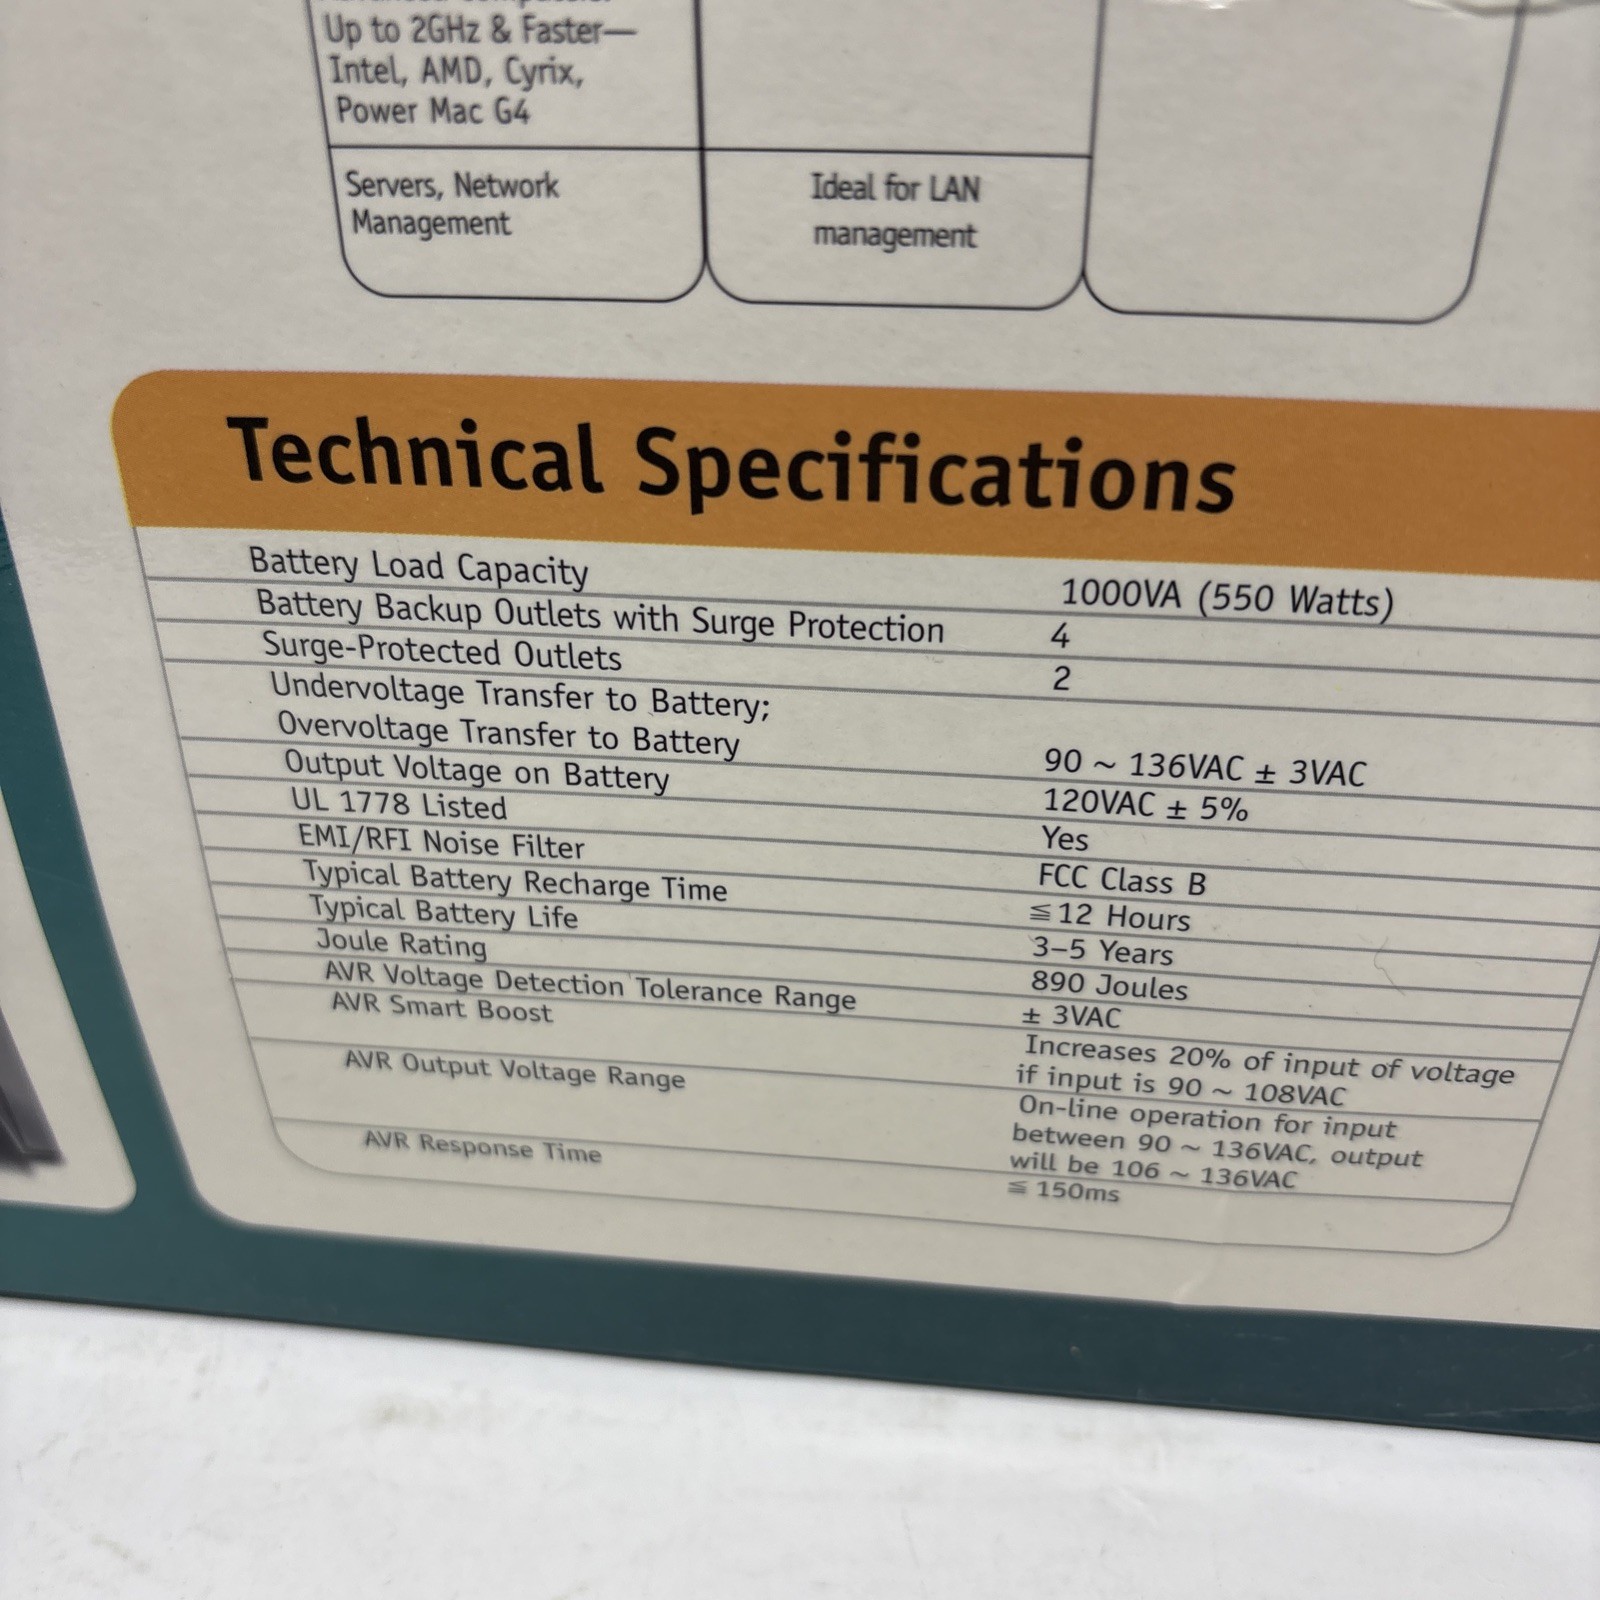 Up to 2GHz & Faster—
Intel, AMD, Cyrix,
Power Mac G4
Servers, Network
Management
Ideal for LAN
management
Technical Specifications
Battery Load Capacity 1000VA (550 Watts)
Battery Backup Outlets with Surge Protection 4
Surge-Protected Outlets 2
Undervoltage Transfer to Battery;
Overvoltage Transfer to Battery 90 ~ 136VAC ± 3VAC
Output Voltage on Battery 120VAC ± 5%
UL 1778 Listed Yes
EMI/RFI Noise Filter FCC Class B
Typical Battery Recharge Time ≦12 Hours
Typical Battery Life 3–5 Years
Joule Rating 890 Joules
AVR Voltage Detection Tolerance Range ± 3VAC
AVR Smart Boost Increases 20% of input of voltage
if input is 90 ~ 108VAC
AVR Output Voltage Range On-line operation for input
between 90 ~ 136VAC, output
will be 106 ~ 136VAC
AVR Response Time ≦ 150ms